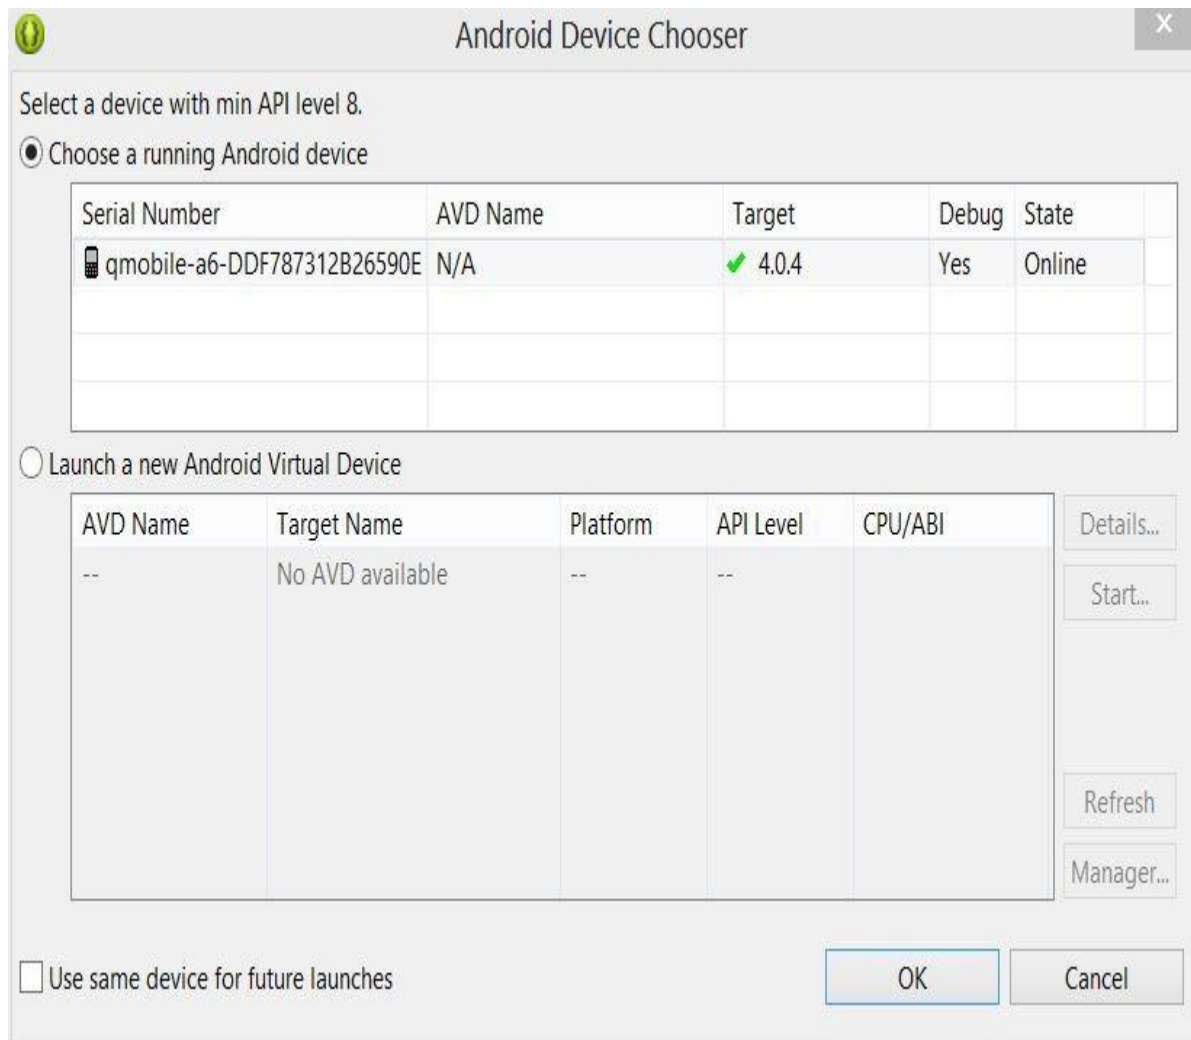 Android Device Chooser
X
Select a device with min API level 8.
Choose a running Android device
Serial Number AVD Name Target Debug State
qmobile-a6-DDF787312B26590E N/A 4.0.4 Yes Online
Launch a new Android Virtual Device
AVD Name Target Name Platform API Level CPU/ABI Details...
-- No AVD available -- --
Start...
Refresh
Manager...
Use same device for future launches OK Cancel